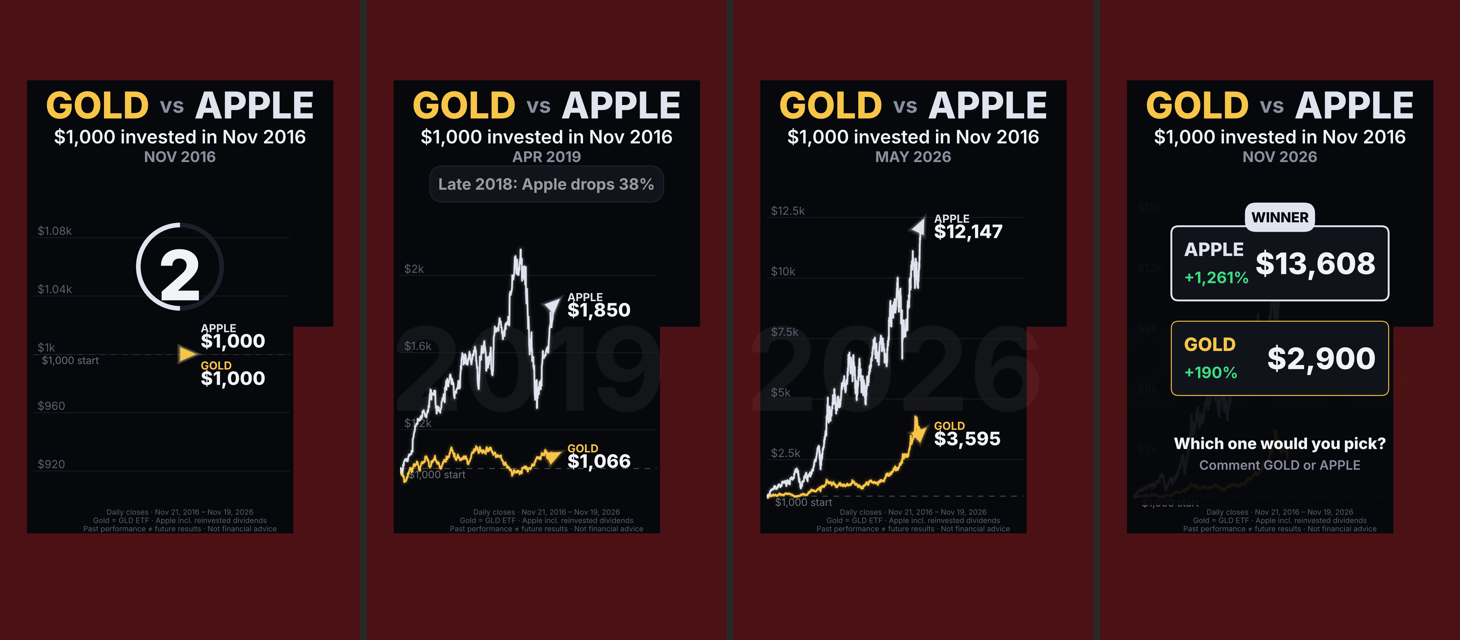 GOLD vs APPLE
$1,000 invested in Nov 2016
NOV 2016
$1.08k
2
$1.04k
APPLE
$1,000
$1k
$1,000 start
GOLD
$1,000
$960
$920
Daily closes · Nov 21, 2016 – Nov 19, 2026
Gold = GLD ETF · Apple incl. reinvested dividends
Past performance ≠ future results · Not financial advice
GOLD vs APPLE
$1,000 invested in Nov 2016
APR 2019
Late 2018: Apple drops 38%
$2k
APPLE
$1,850
2019
$1.6k
$1.2k
GOLD
$1,066
$1,000 start
Daily closes · Nov 21, 2016 – Nov 19, 2026
Gold = GLD ETF · Apple incl. reinvested dividends
Past performance ≠ future results · Not financial advice
GOLD vs APPLE
$1,000 invested in Nov 2016
MAY 2026
$12.5k
APPLE
$12,147
$10k
$7.5k
2026
$5k
GOLD
$3,595
$2.5k
$1,000 start
Daily closes · Nov 21, 2016 – Nov 19, 2026
Gold = GLD ETF · Apple incl. reinvested dividends
Past performance ≠ future results · Not financial advice
GOLD vs APPLE
$1,000 invested in Nov 2016
NOV 2026
WINNER
APPLE
$13,608
+1,261%
GOLD
$2,900
+190%
Which one would you pick?
Comment GOLD or APPLE
$1,000 start
Daily closes · Nov 21, 2016 – Nov 19, 2026
Gold = GLD ETF · Apple incl. reinvested dividends
Past performance ≠ future results · Not financial advice